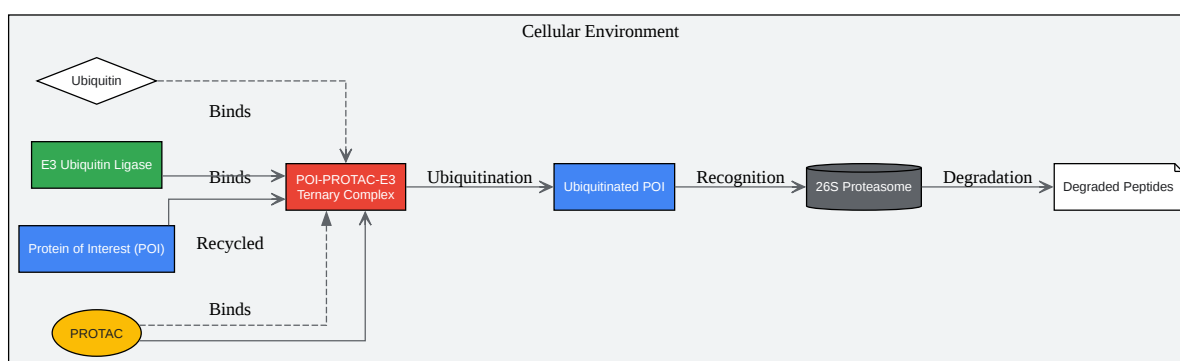 Cellular Environment
Ubiquitin
Binds
E3 Ubiquitin Ligase
Binds
POI-PROTAC-E3
Ternary Complex
Ubiquitination
Ubiquitinated POI
Recognition
26S Proteasome
Degradation
Degraded Peptides
Protein of Interest (POI)
Recycled
Binds
PROTAC